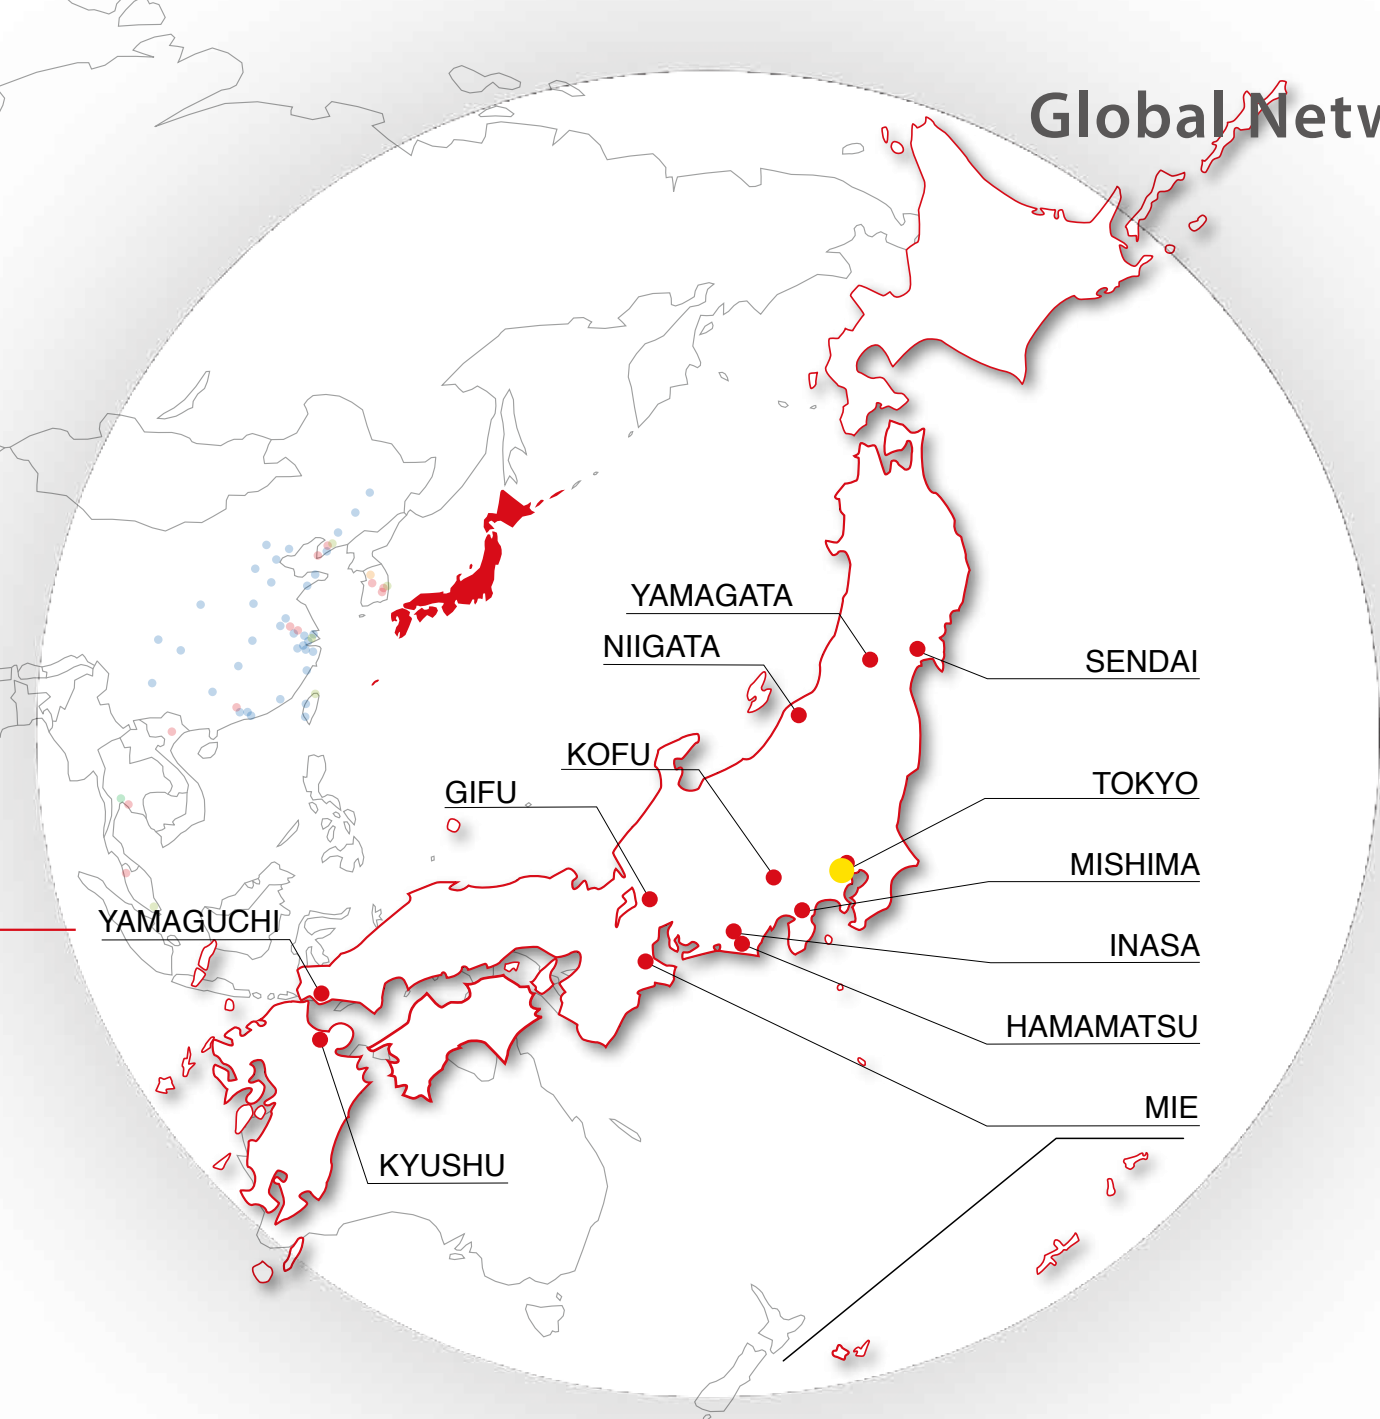 Global Netw
YAMAGATA
NIIGATA
SENDAI
KOFU
TOKYO
GIFU
MISHIMA
YAMAGUCHI
INASA
HAMAMATSU
MIE
KYUSHU